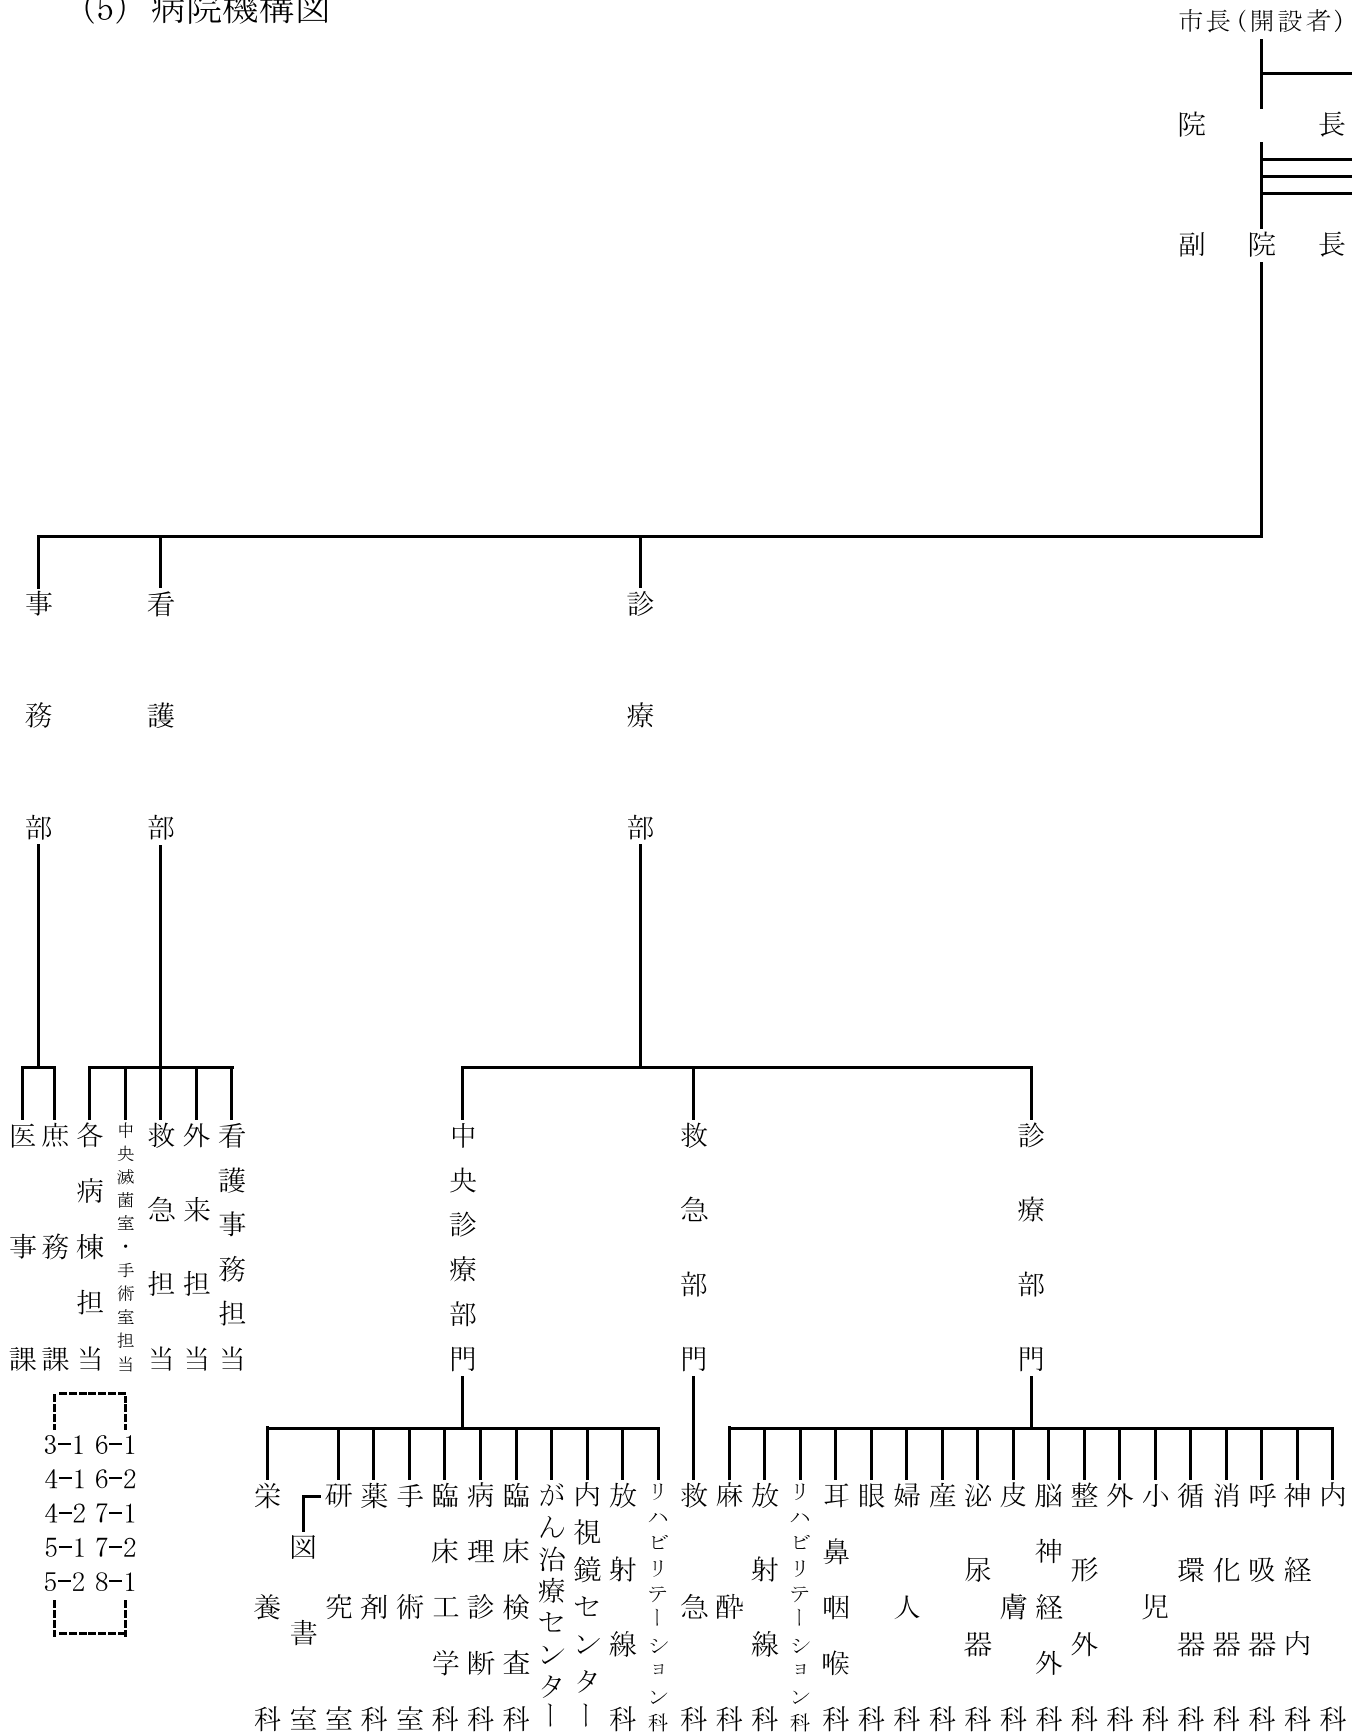 (5) 病院機構図
市長(開設者)
院長
副院長
事務部
看護部
診療部
医事課
庶務課
各病棟担当
中央滅菌室・手術室担当
救急担当
外来担当
看護事務担当
中央診療部門
救急部門
診療部門
3-1 6-1
4-1 6-2
4-2 7-1
5-1 7-2
5-2 8-1
栄養科
図書室
研究室
薬剤科
手術室
臨床工学科
病理診断科
臨床検査科
がん治療センター
内視鏡センター
放射線科
リハビリテーション科
救急科
麻酔科
放射線科
リハビリテーション科
耳鼻咽喉科
眼科
婦人科
産科
泌尿器科
皮膚科
脳神経外科
整形外科
外科
小児科
循環器科
消化器科
呼吸器科
神経内科
内科